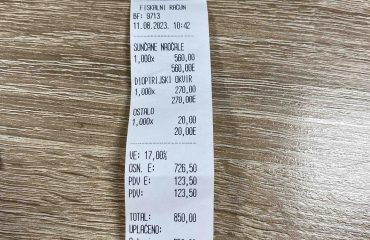 FISKALNI RAČUN
BF: 9713
11.08.2023. 10:42
SUNČANE NAOČALE
1,000x 560,00
560,00E
DIOPTRIJSKI OKVIR
1,000x 270,00
270,00E
OSTALO
1,000x 20,00
20,00E
VE: 17,00%
OSN. E: 726,50
PDV E: 123,50
PDV: 123,50
TOTAL: 850,00
UPLAĆENO: